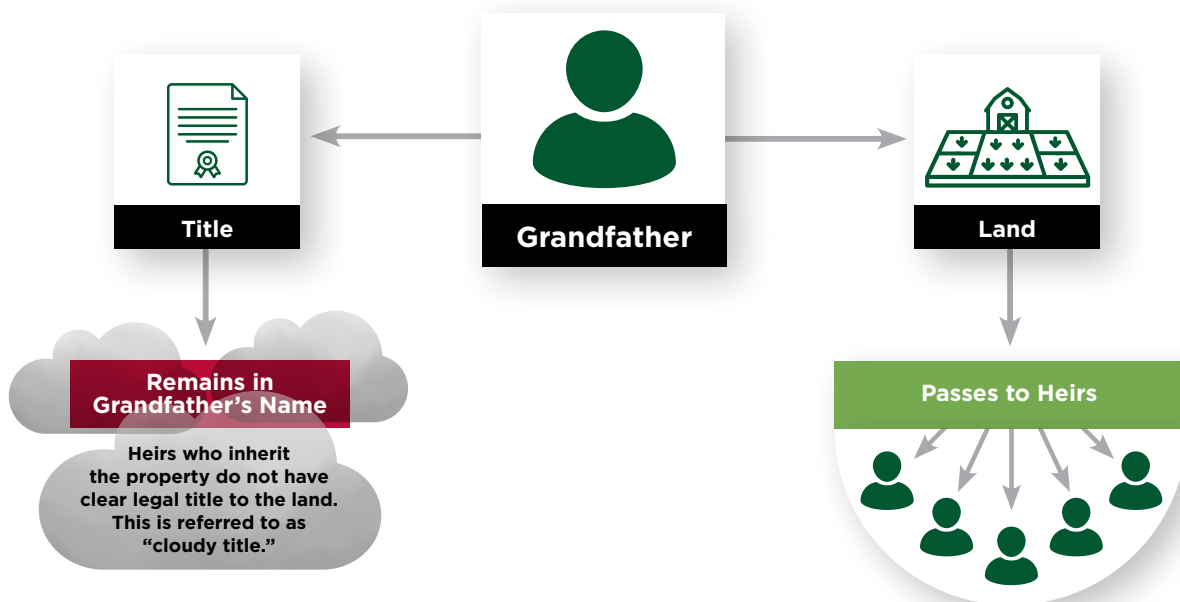 Grandfather
Title
Land
Remains in
Grandfather’s Name
Heirs who inherit
the property do not have
clear legal title to the land.
This is referred to as
“cloudy title.”
Passes to Heirs